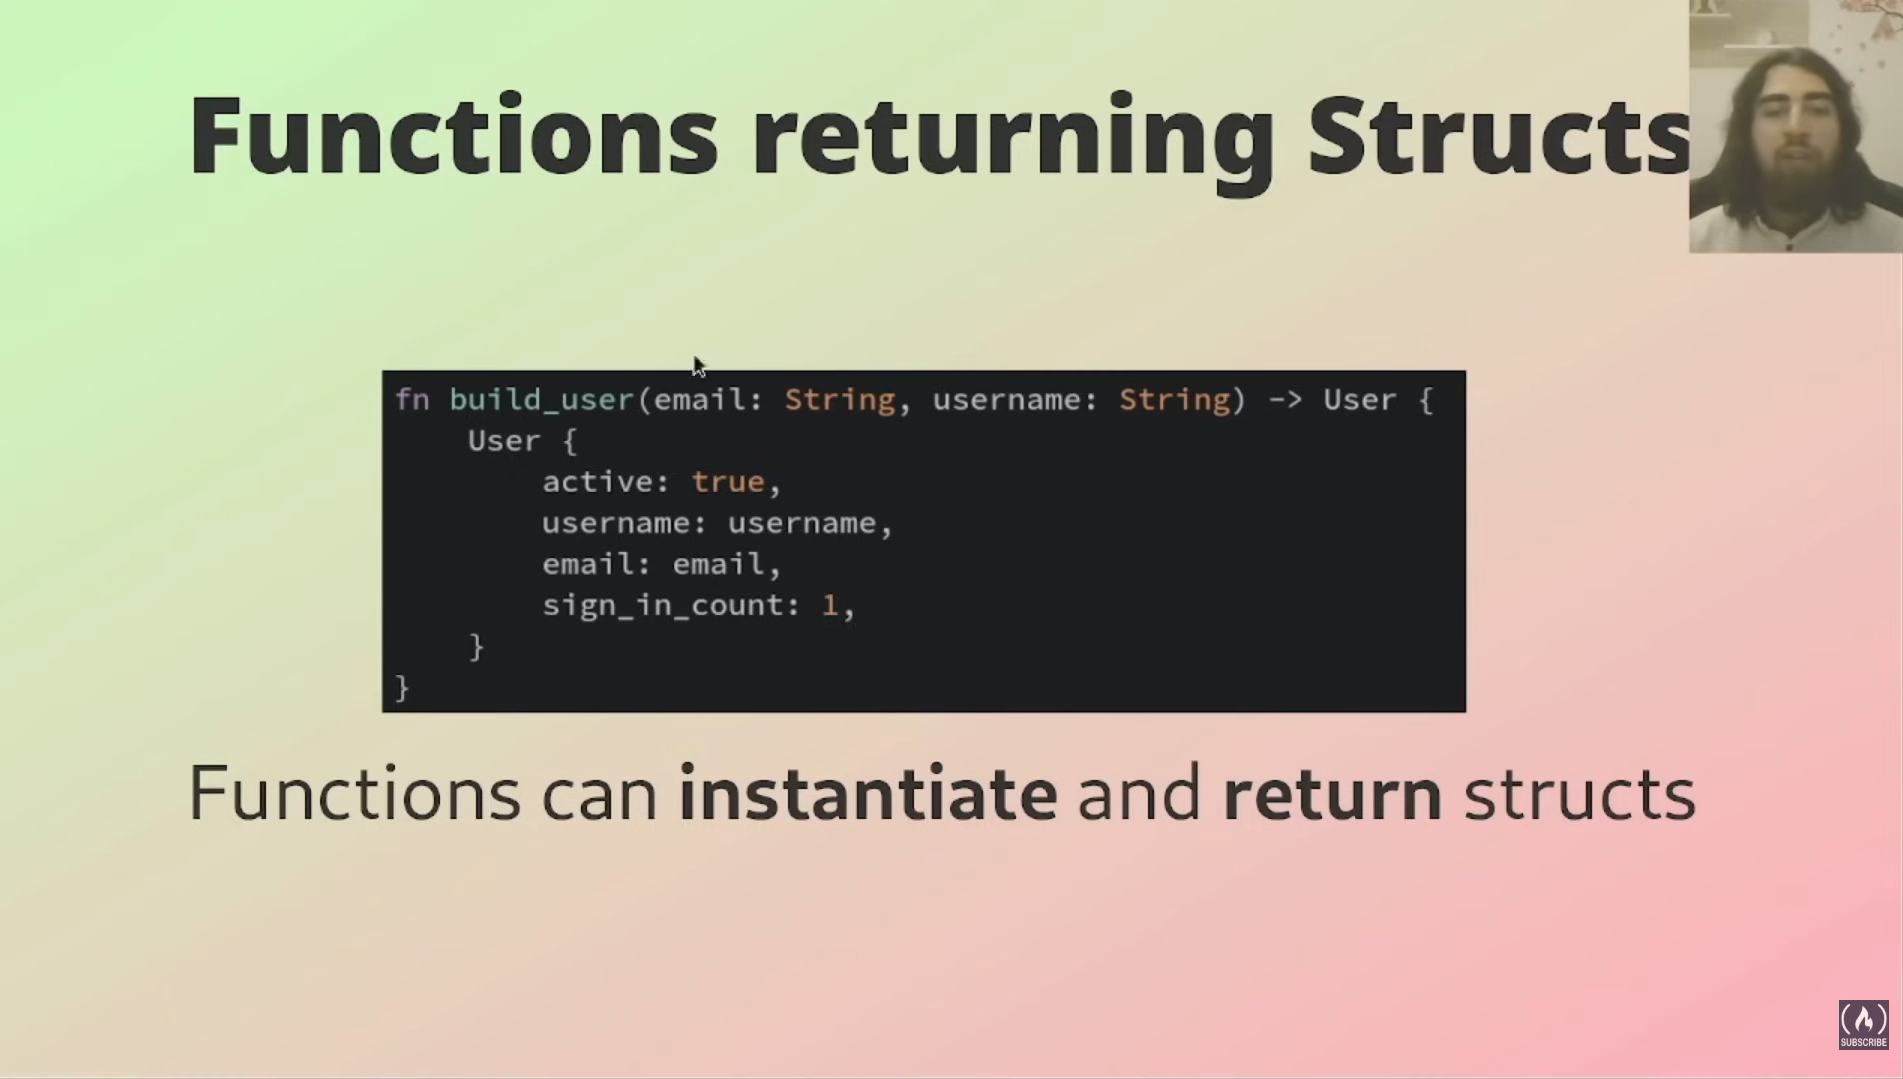 Functions returning Structs
fn build_user(email: String, username: String) -> User {
    User {
        active: true,
        username: username,
        email: email,
        sign_in_count: 1,
    }
}
Functions can instantiate and return structs
SUBSCRIBE